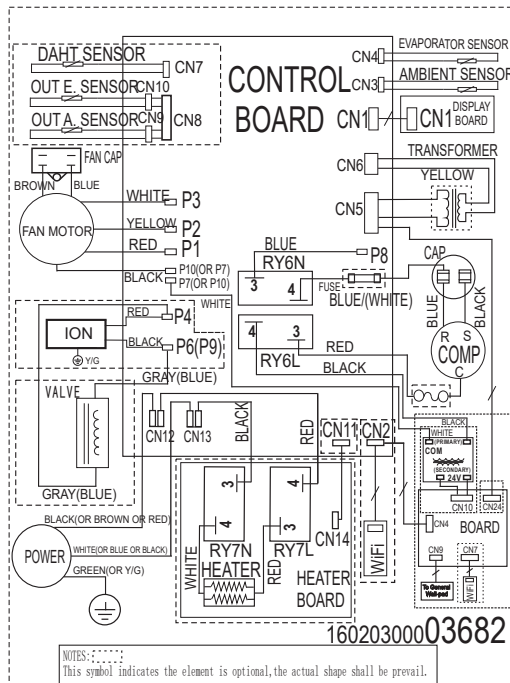 DAHT SENSOR
CN7
OUT E. SENSOR
CN10
OUT A. SENSOR
CN9
CN8
CONTROL
BOARD
EVAPORATOR SENSOR
CN4
AMBIENT SENSOR
CN3
CN1
CN1
DISPLAY
BOARD
TRANSFORMER
CN6
YELLOW
CN5
FAN CAP
BROWN
BLUE
FAN MOTOR
WHITE
P3
YELLOW
P2
RED
P1
BLACK
P10(OR P7)
P7(OR P10)
BLUE
P8
RY6N
3
4
FUSE
BLUE/(WHITE)
CAP
BLUE
BLACK
R
S
COMP
C
4
3
RY6L
RED
BLACK
WHITE
RED
P4
ION
Y/G
BLACK
P6(P9)
GRAY(BLUE)
VALVE
GRAY(BLUE)
CN12
CN13
BLACK
RED
CN11
CN2
3
4
RY7N
4
3
RY7L
CN14
WHITE
HEATER
RED
HEATER
BOARD
WiFi
BLACK
WHITE
(PRIMARY)
COM
(SECONDARY)
24V
CN10
CN24
CN4
BOARD
CN9
CN7
To General
Wall-pad
WiFi
BLACK(OR BROWN OR RED)
POWER
WHITE(OR BLUE OR BLACK)
GREEN(OR Y/G)
16020300003682
NOTES:
This symbol indicates the element is optional,the actual shape shall be prevail.